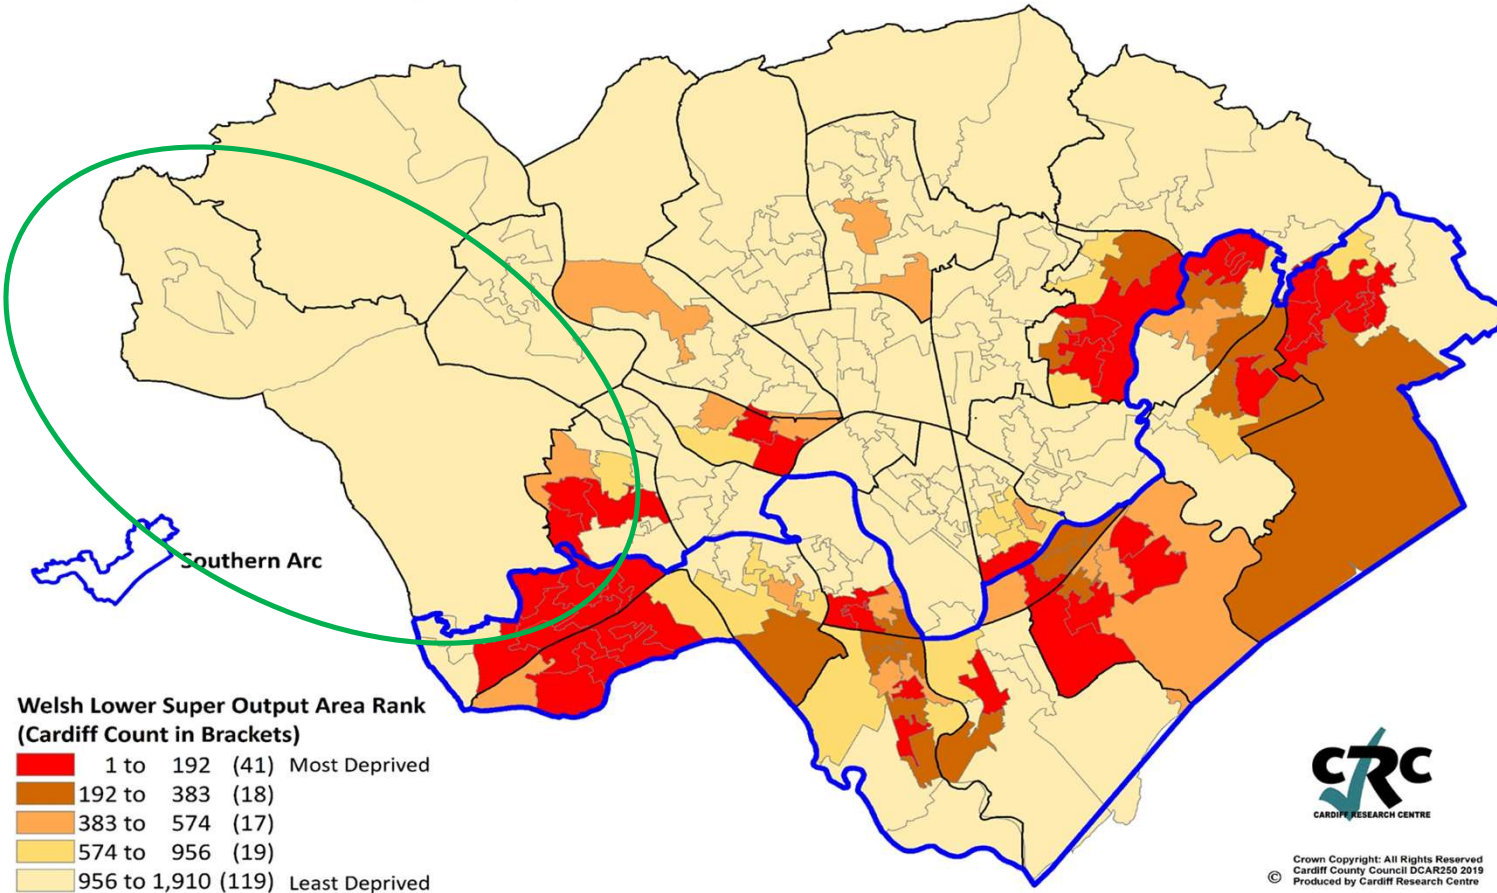 Southern Arc
Welsh Lower Super Output Area Rank
(Cardiff Count in Brackets)
1 to 192 (41) Most Deprived
192 to 383 (18)
383 to 574 (17)
574 to 956 (19)
956 to 1,910 (119) Least Deprived
CRC
CARDIFF RESEARCH CENTRE
Crown Copyright: All Rights Reserved
Cardiff County Council DCAR250 2019
© Produced by Cardiff Research Centre